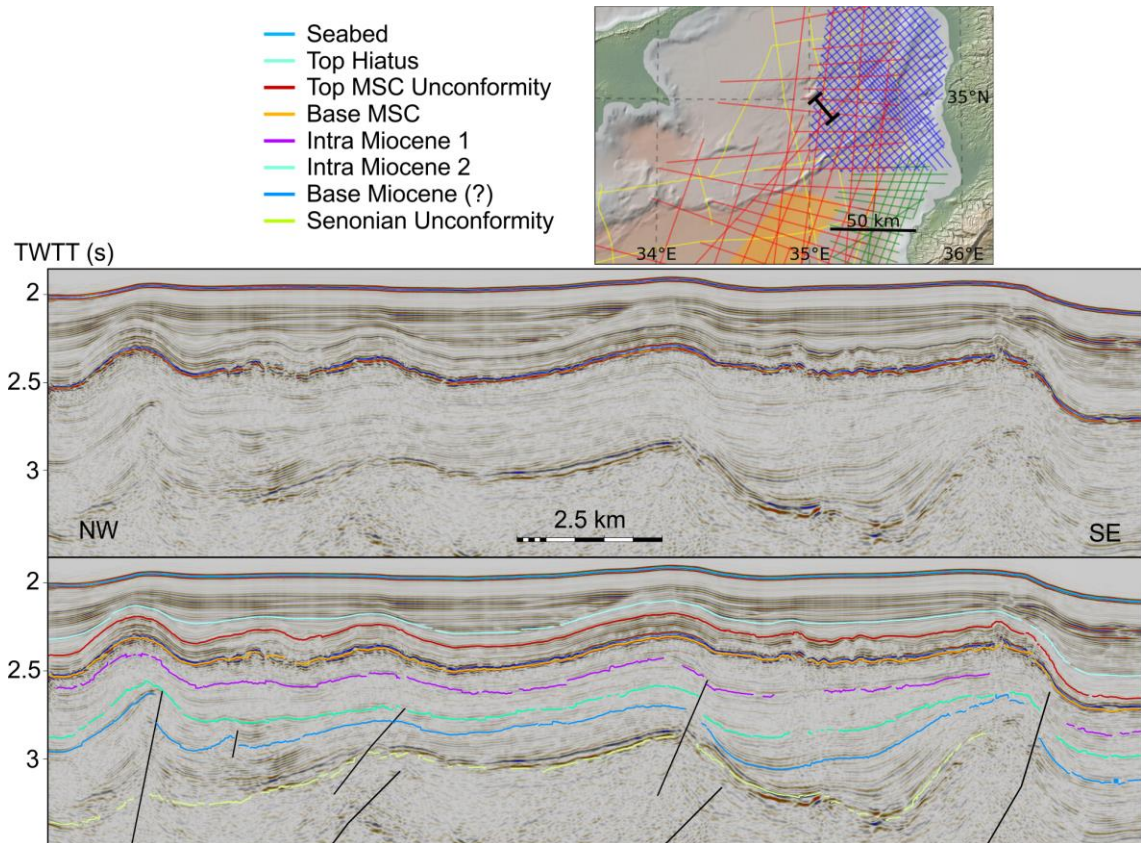 Seabed
Top Hiatus
Top MSC Unconformity
Base MSC
Intra Miocene 1
Intra Miocene 2
Base Miocene (?)
Senonian Unconformity
35°N
50 km
34°E
35°E
36°E
TWTT (s)
2
2.5
3
NW
2.5 km
SE
2
2.5
3